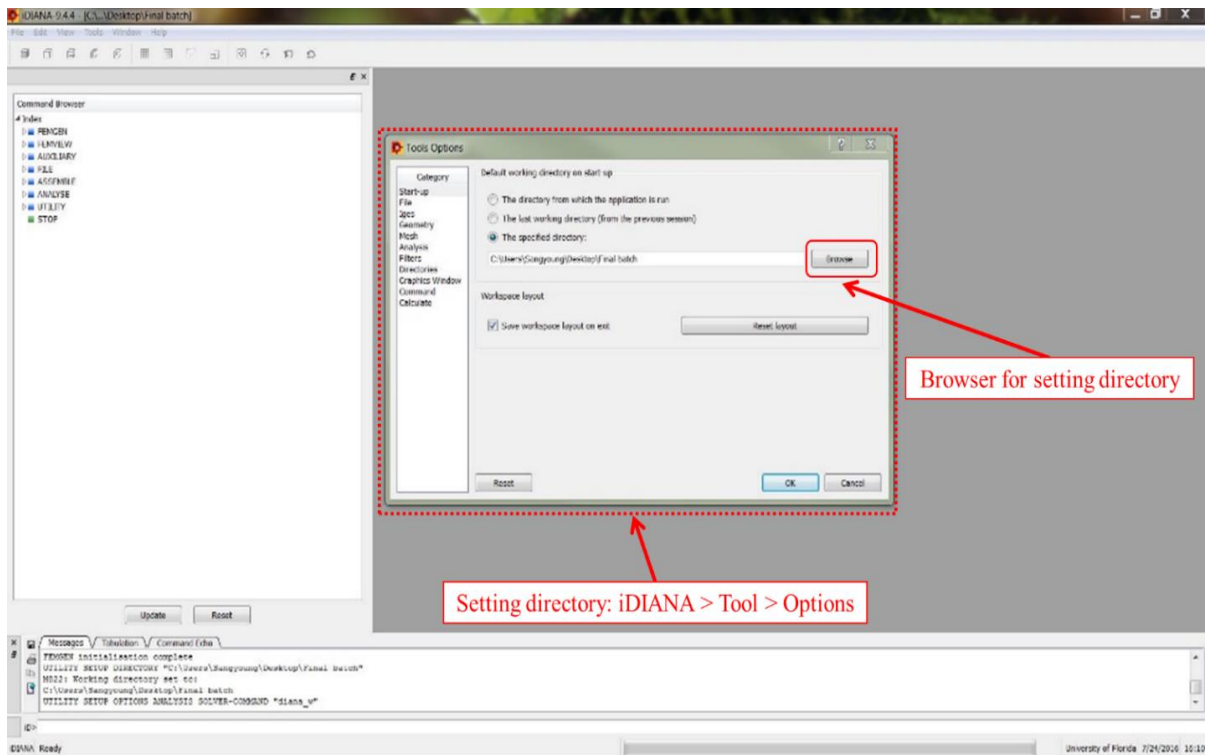 iDIANA 9.4.4 - [C:\...\Desktop\Final batch]
File Edit View Tools Window Help
Command Browser
Index
FEMGEN
FEMVIEW
AUXILIARY
FILE
ASSEMBLE
ANALYSE
UTILITY
STOP
Update Reset
Tools Options
Category
Start-up
File
Iges
Geometry
Mesh
Analysis
Filters
Directories
Graphics Window
Command
Calculate
Default working directory on start up
The directory from which the application is run
The last working directory (from the previous session)
The specified directory:
C:\Users\Sangyoung\Desktop\Final batch
Browse
Workspace layout
Save workspace layout on exit
Reset layout
Reset
OK
Cancel
Browser for setting directory
Setting directory: iDIANA > Tool > Options
Messages Tabulation Command Echo
FEMGEN initialisation complete
UTILITY SETUP DIRECTORY "C:\Users\Sangyoung\Desktop\Final batch"
M022: Working directory set to:
C:\Users\Sangyoung\Desktop\Final batch
UTILITY SETUP OPTIONS ANALYSIS SOLVER-COMMAND "diana_w"
iD>
iDIANA Ready
University of Florida 7/24/2016 16:10